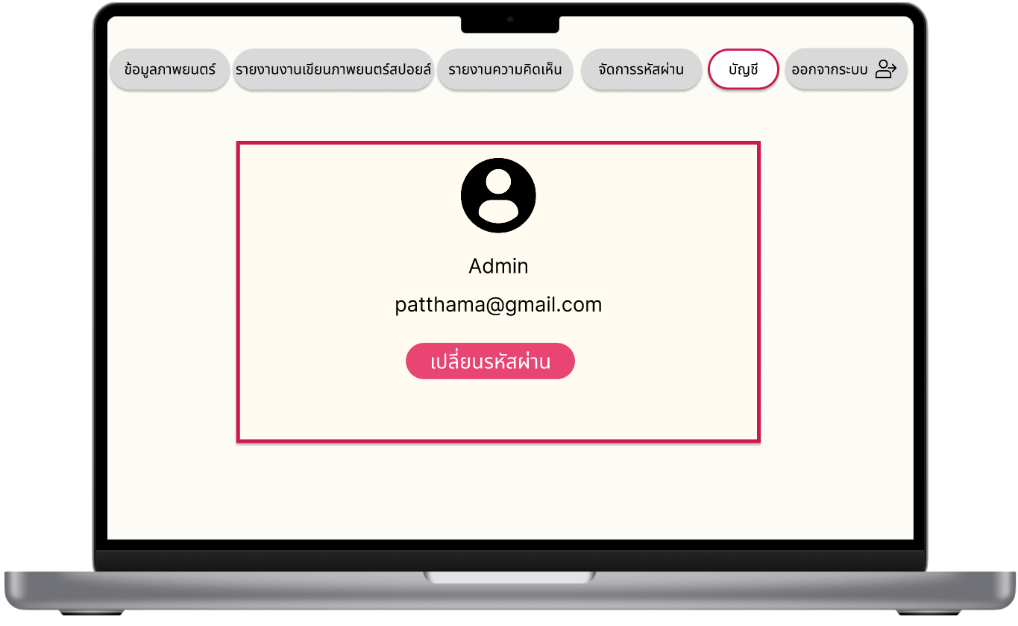 ข้อมูลภาพยนตร์ รายงานงานเขียนภาพยนตร์สปอยล์ รายงานความคิดเห็น จัดการรหัสผ่าน บัญชี ออกจากระบบ
Admin
patthama@gmail.com
เปลี่ยนรหัสผ่าน